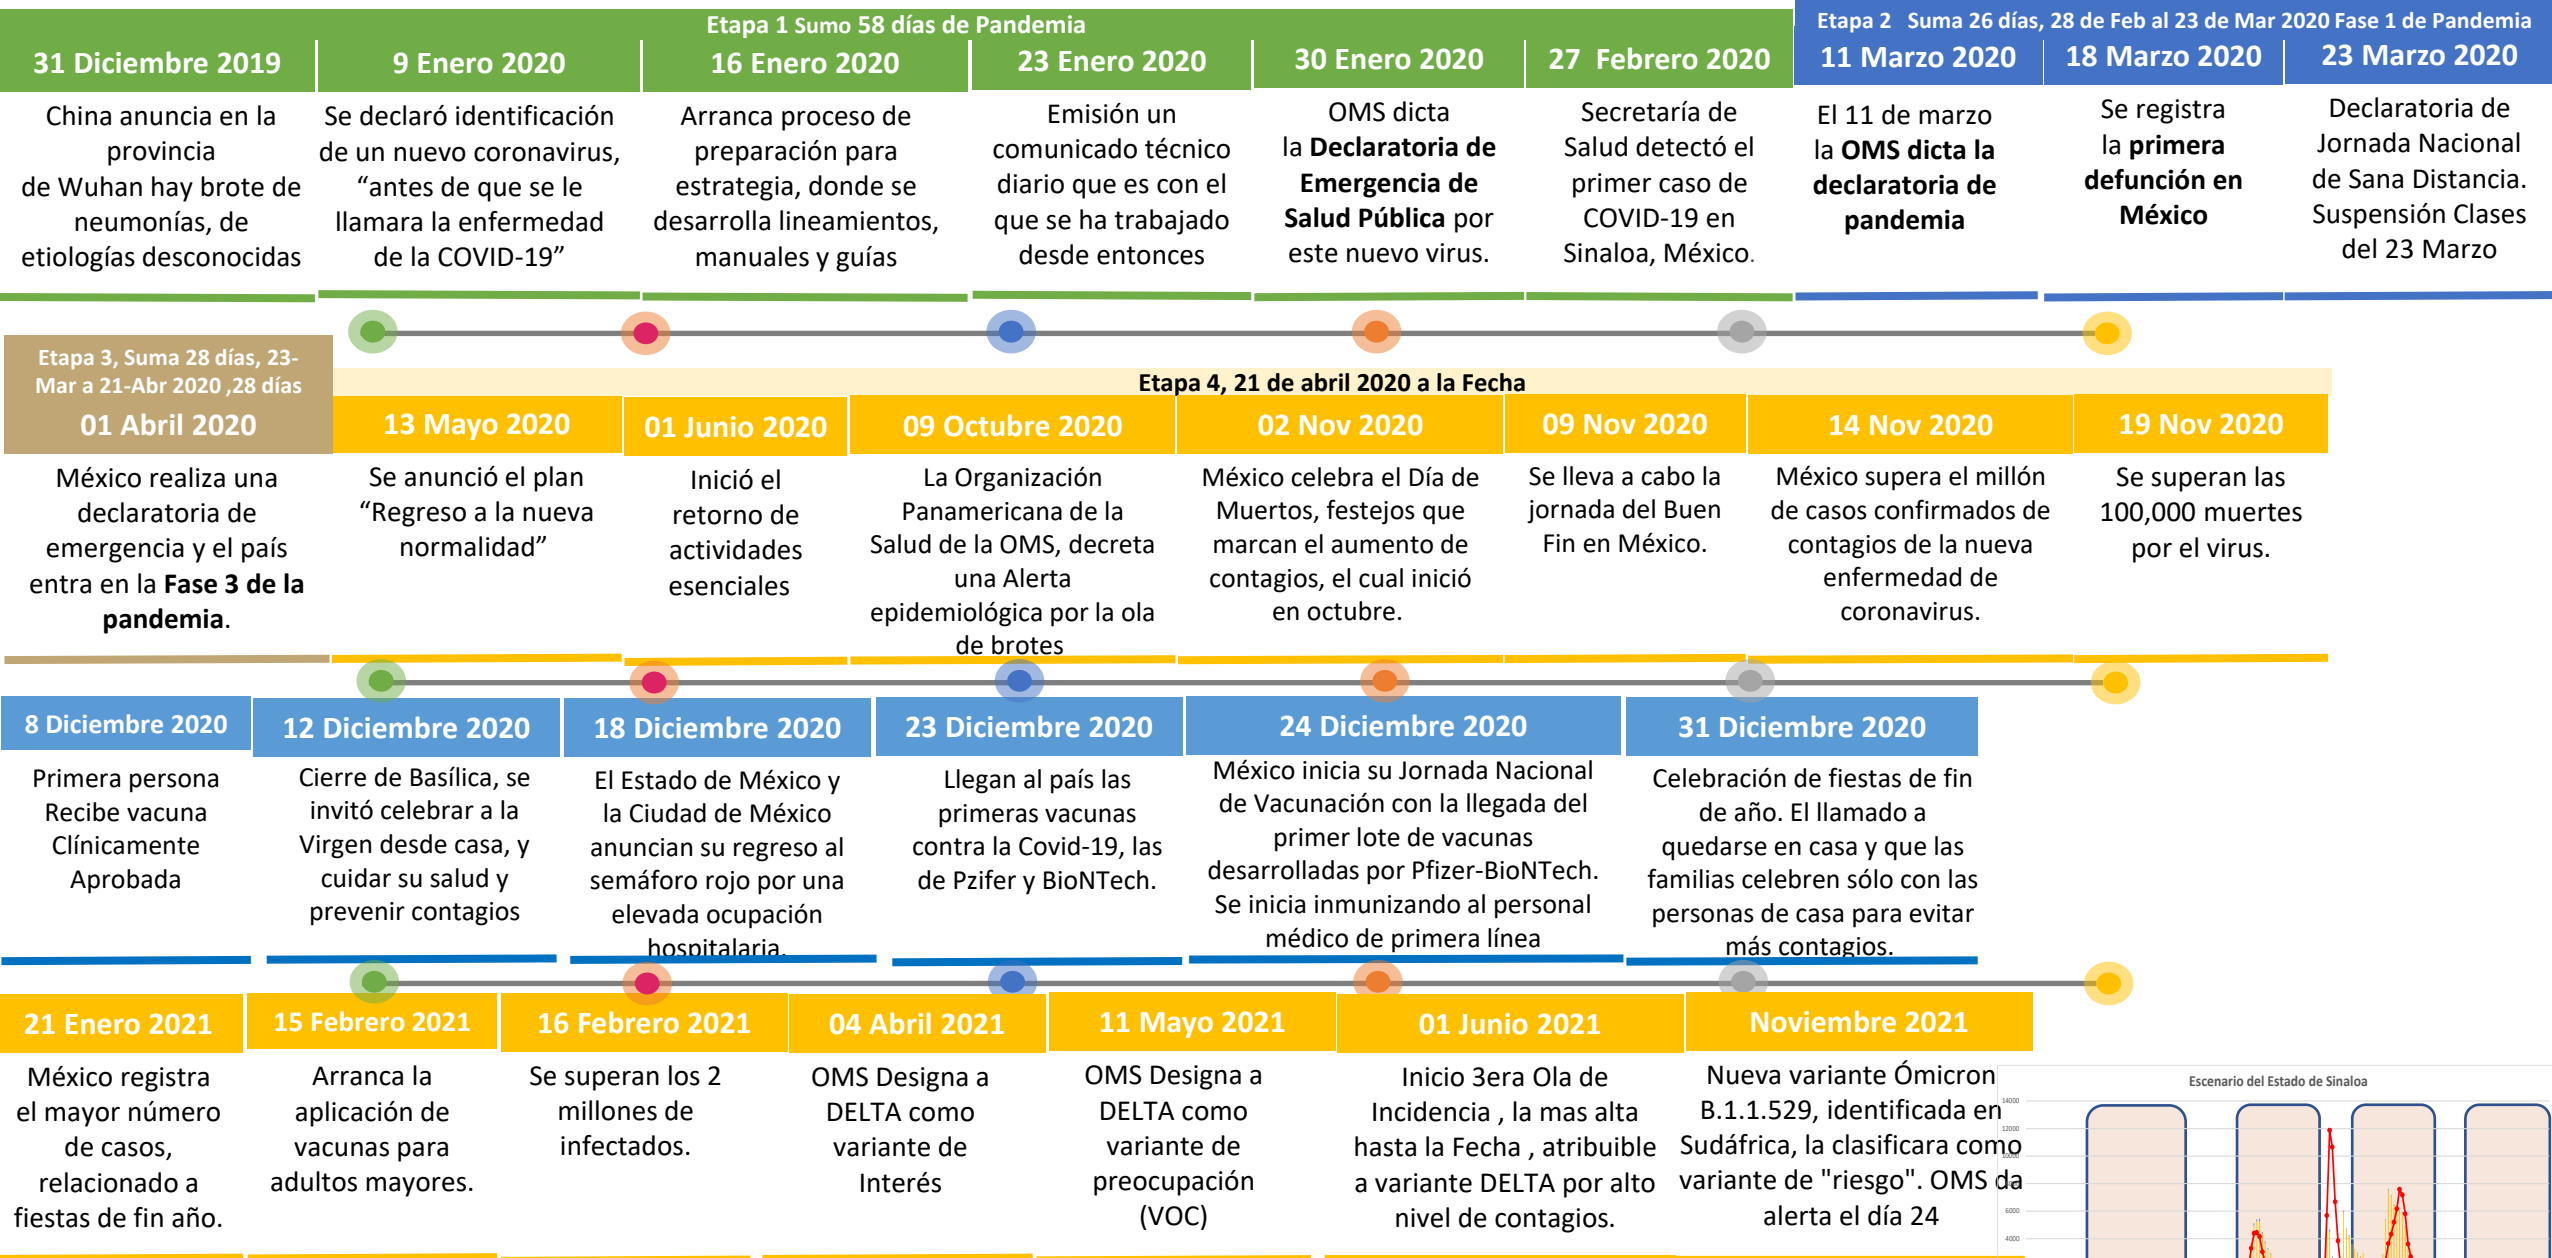 Etapa 1 Sumo 58 días de Pandemia
Etapa 2 Suma 26 días, 28 de Feb al 23 de Mar 2020 Fase 1 de Pandemia
31 Diciembre 2019
China anuncia en la
provincia
de Wuhan hay brote de
neumonías, de
etiologías desconocidas
9 Enero 2020
Se declaró identificación
de un nuevo coronavirus,
“antes de que se le
llamara la enfermedad
de la COVID-19”
16 Enero 2020
Arranca proceso de
preparación para
estrategia, donde se
desarrolla lineamientos,
manuales y guías
23 Enero 2020
Emisión un
comunicado técnico
diario que es con el
que se ha trabajado
desde entonces
30 Enero 2020
OMS dicta
la Declaratoria de
Emergencia de
Salud Pública por
este nuevo virus.
27 Febrero 2020
Secretaría de
Salud detectó el
primer caso de
COVID-19 en
Sinaloa, México.
11 Marzo 2020
El 11 de marzo
la OMS dicta la
declaratoria de
pandemia
18 Marzo 2020
Se registra
la primera
defunción en
México
23 Marzo 2020
Declaratoria de
Jornada Nacional
de Sana Distancia.
Suspensión Clases
del 23 Marzo
Etapa 3, Suma 28 días, 23-
Mar a 21-Abr 2020 ,28 días
01 Abril 2020
México realiza una
declaratoria de
emergencia y el país
entra en la Fase 3 de la
pandemia.
Etapa 4, 21 de abril 2020 a la Fecha
13 Mayo 2020
Se anunció el plan
“Regreso a la nueva
normalidad”
01 Junio 2020
Inició el
retorno de
actividades
esenciales
09 Octubre 2020
La Organización
Panamericana de la
Salud de la OMS, decreta
una Alerta
epidemiológica por la ola
de brotes
02 Nov 2020
México celebra el Día de
Muertos, festejos que
marcan el aumento de
contagios, el cual inició
en octubre.
09 Nov 2020
Se lleva a cabo la
jornada del Buen
Fin en México.
14 Nov 2020
México supera el millón
de casos confirmados de
contagios de la nueva
enfermedad de
coronavirus.
19 Nov 2020
Se superan las
100,000 muertes
por el virus.
8 Diciembre 2020
Primera persona
Recibe vacuna
Clínicamente
Aprobada
12 Diciembre 2020
Cierre de Basílica, se
invitó celebrar a la
Virgen desde casa, y
cuidar su salud y
prevenir contagios
18 Diciembre 2020
El Estado de México y
la Ciudad de México
anuncian su regreso al
semáforo rojo por una
elevada ocupación
hospitalaria.
23 Diciembre 2020
Llegan al país las
primeras vacunas
contra la Covid-19, las
de Pzifer y BioNTech.
24 Diciembre 2020
México inicia su Jornada Nacional
de Vacunación con la llegada del
primer lote de vacunas
desarrolladas por Pfizer-BioNTech.
Se inicia inmunizando al personal
médico de primera línea
31 Diciembre 2020
Celebración de fiestas de fin
de año. El llamado a
quedarse en casa y que las
familias celebren sólo con las
personas de casa para evitar
más contagios.
21 Enero 2021
México registra
el mayor número
de casos,
relacionado a
fiestas de fin año.
15 Febrero 2021
Arranca la
aplicación de
vacunas para
adultos mayores.
16 Febrero 2021
Se superan los 2
millones de
infectados.
04 Abril 2021
OMS Designa a
DELTA como
variante de
Interés
11 Mayo 2021
OMS Designa a
DELTA como
variante de
preocupación
(VOC)
01 Junio 2021
Inicio 3era Ola de
Incidencia , la mas alta
hasta la Fecha , atribuible
a variante DELTA por alto
nivel de contagios.
Noviembre 2021
Nueva variante Ómicron
B.1.1.529, identificada en
Sudáfrica, la clasificara como
variante de "riesgo". OMS da
alerta el día 24
Escenario del Estado de Sinaloa
14000
12000
10000
6000
4000